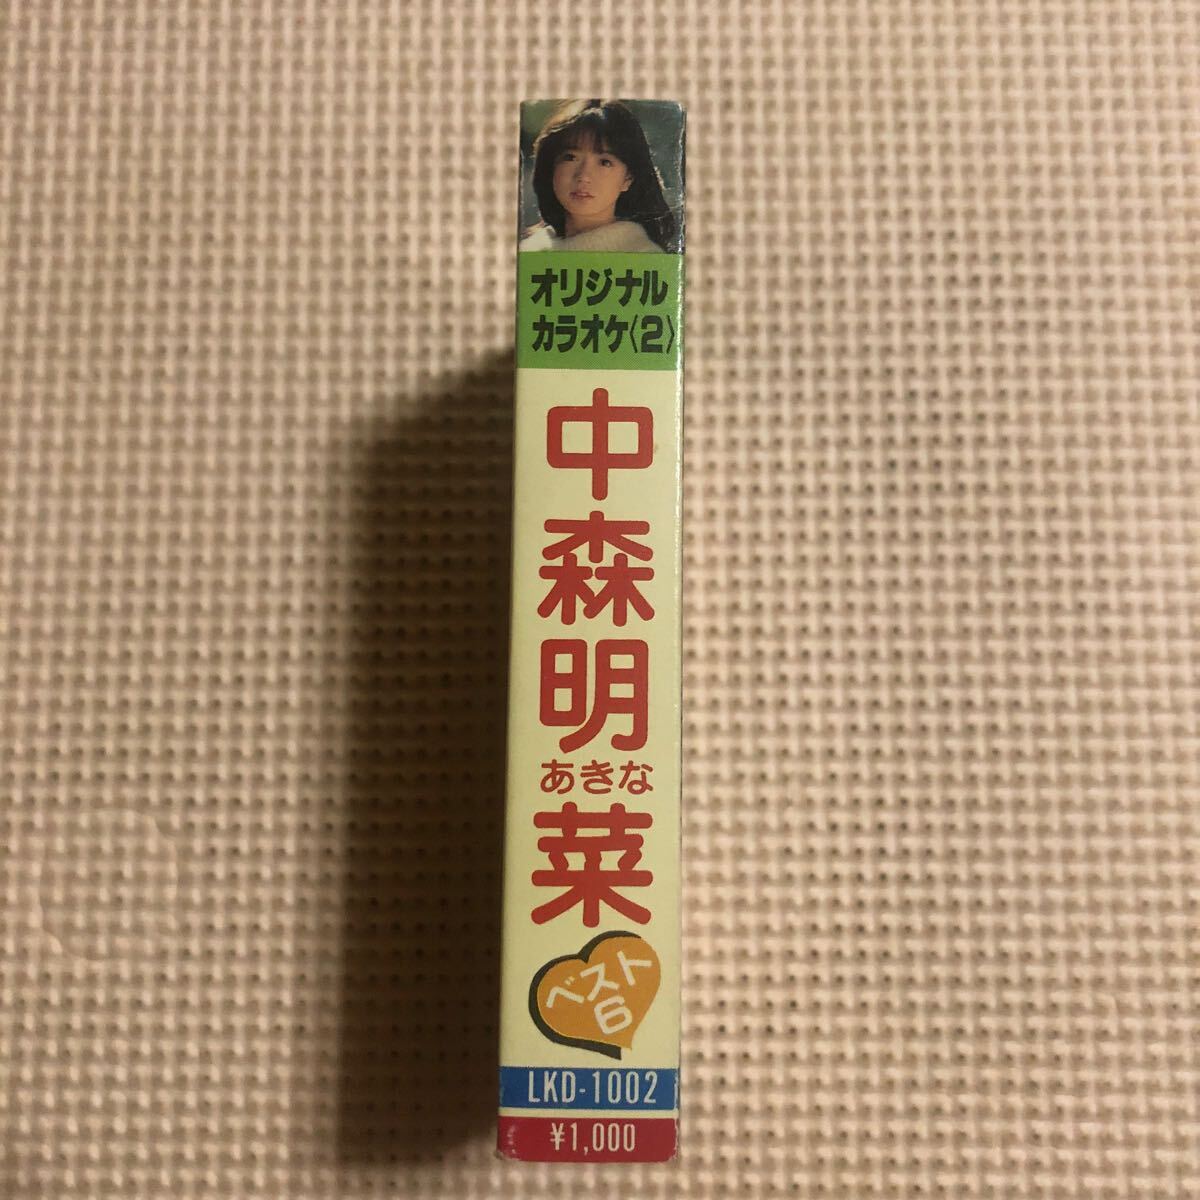 オリジナル
カラオケ〈2〉
中森明菜
あきな
ベスト
6
LKD-1002
¥1,000